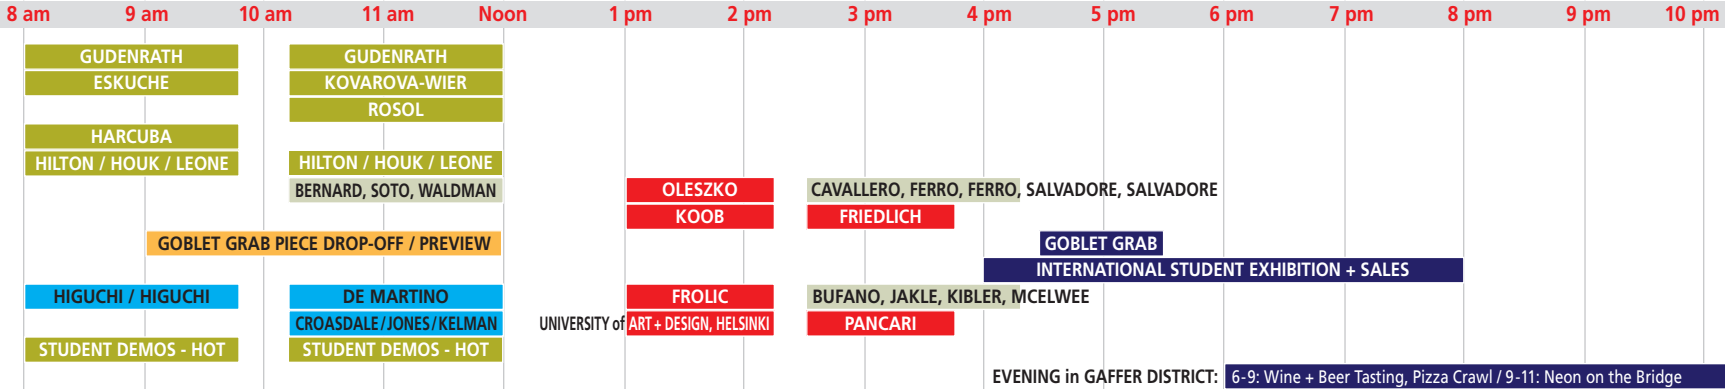 8 am 9 am 10 am 11 am Noon 1 pm 2 pm 3 pm 4 pm 5 pm 6 pm 7 pm 8 pm 9 pm 10 pm
GUDENRATH GUDENRATH
ESKUCHE KOVAROVA-WIER
ROSOL
HARCUBA
HILTON / HOUK / LEONE HILTON / HOUK / LEONE
BERNARD, SOTO, WALDMAN OLESZKO CAVALLERO, FERRO, FERRO, SALVADORE, SALVADORE
KOOB FRIEDLICH
GOBLET GRAB PIECE DROP-OFF / PREVIEW GOBLET GRAB
INTERNATIONAL STUDENT EXHIBITION + SALES
HIGUCHI / HIGUCHI DE MARTINO FROLIC BUFANO, JAKLE, KIBLER, MCELWEE
CROASDALE/JONES/KELMAN UNIVERSITY of ART + DESIGN, HELSINKI PANCARI
STUDENT DEMOS - HOT STUDENT DEMOS - HOT
EVENING in GAFFER DISTRICT: 6-9: Wine + Beer Tasting, Pizza Crawl / 9-11: Neon on the Bridge